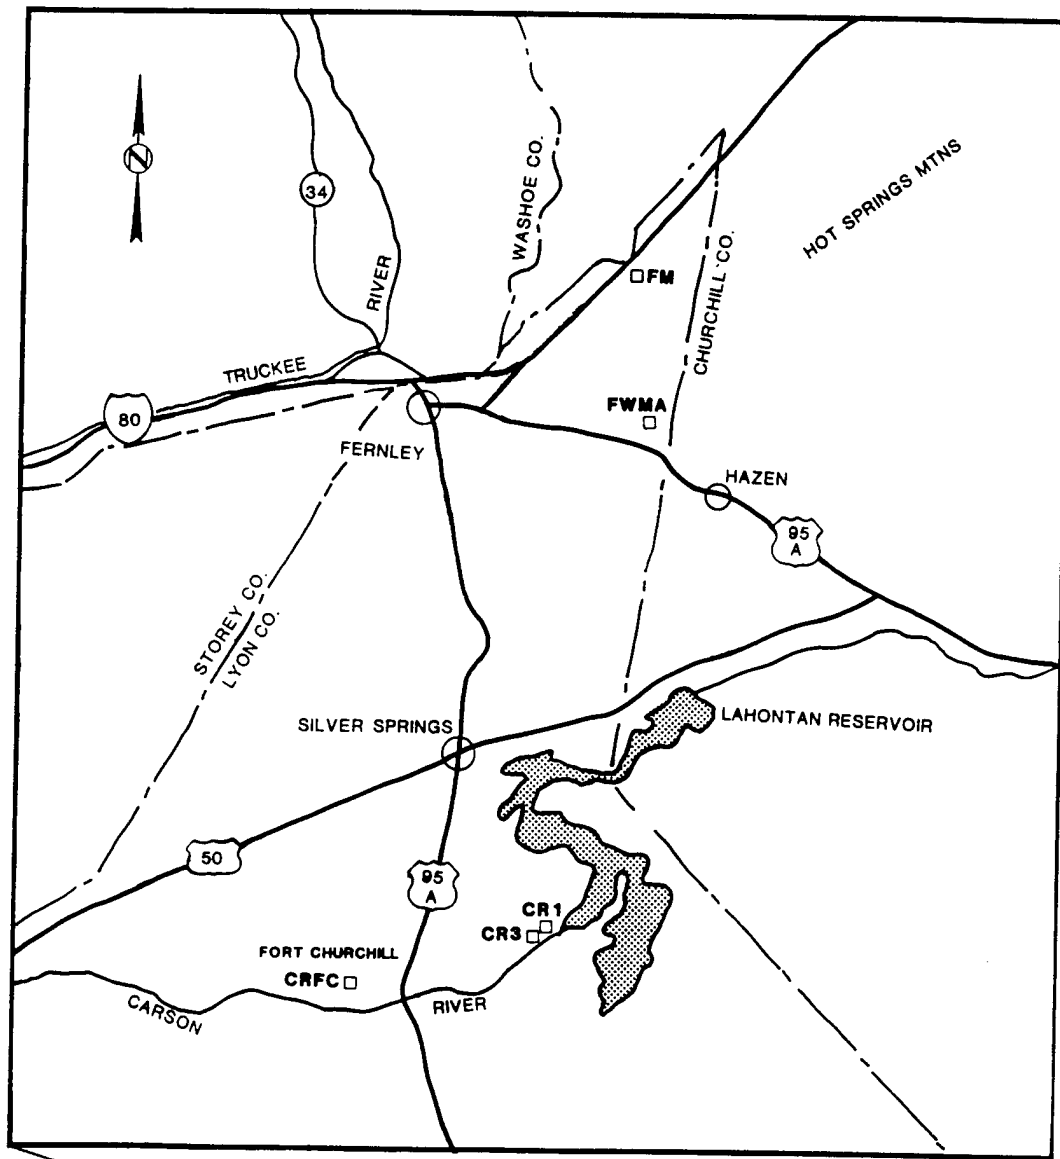 N
34
WASHOE CO.
HOT SPRINGS MTNS
RIVER
FM
CHURCHILL CO.
TRUCKEE
80
FWMA
FERNLEY
HAZEN
95
A
STOREY CO.
LYON CO.
SILVER SPRINGS
LAHONTAN RESERVOIR
50
95
A
CR1
CR3
FORT CHURCHILL
CRFC
CARSON
RIVER